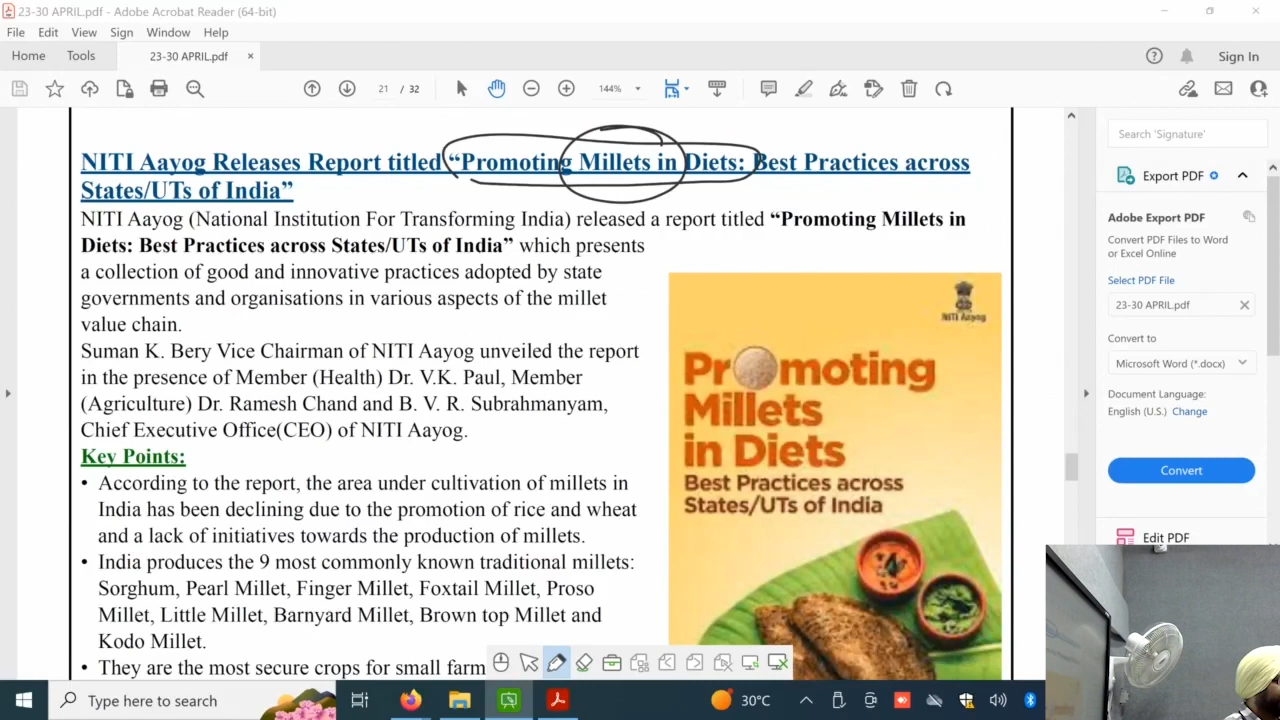 23-30 APRIL.pdf - Adobe Acrobat Reader (64-bit)
File Edit View Sign Window Help
Home Tools 23-30 APRIL.pdf × Sign In
21 / 32 144%
NITI Aayog Releases Report titled “Promoting Millets in Diets: Best Practices across
States/UTs of India”
NITI Aayog (National Institution For Transforming India) released a report titled “Promoting Millets in
Diets: Best Practices across States/UTs of India” which presents
a collection of good and innovative practices adopted by state
governments and organisations in various aspects of the millet
value chain.
Suman K. Bery Vice Chairman of NITI Aayog unveiled the report
in the presence of Member (Health) Dr. V.K. Paul, Member
(Agriculture) Dr. Ramesh Chand and B. V. R. Subrahmanyam,
Chief Executive Office(CEO) of NITI Aayog.
Key Points:
• According to the report, the area under cultivation of millets in
India has been declining due to the promotion of rice and wheat
and a lack of initiatives towards the production of millets.
• India produces the 9 most commonly known traditional millets:
Sorghum, Pearl Millet, Finger Millet, Foxtail Millet, Proso
Millet, Little Millet, Barnyard Millet, Brown top Millet and
Kodo Millet.
• They are the most secure crops for small farm
NITI Aayog
Promoting
Millets
in Diets
Best Practices across
States/UTs of India
Search 'Signature'
Export PDF
Adobe Export PDF
Convert PDF Files to Word
or Excel Online
Select PDF File
23-30 APRIL.pdf
Convert to
Microsoft Word (*.docx)
Document Language:
English (U.S.) Change
Convert
Edit PDF
Type here to search
30°C